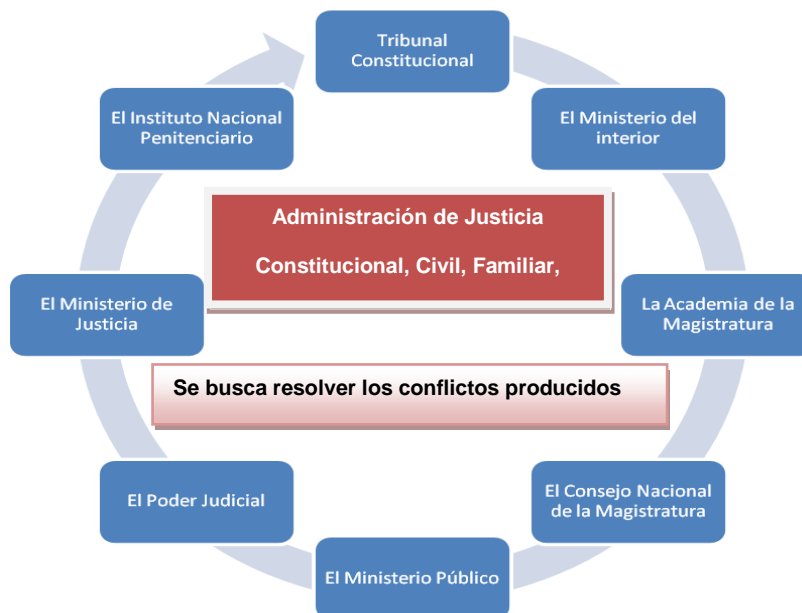 Tribunal
Constitucional
El Ministerio del
interior
La Academia de la
Magistratura
El Consejo Nacional
de la Magistratura
El Ministerio Público
El Poder Judicial
El Ministerio de
Justicia
El Instituto Nacional
Penitenciario
Administración de Justicia
Constitucional, Civil, Familiar,
Se busca resolver los conflictos producidos